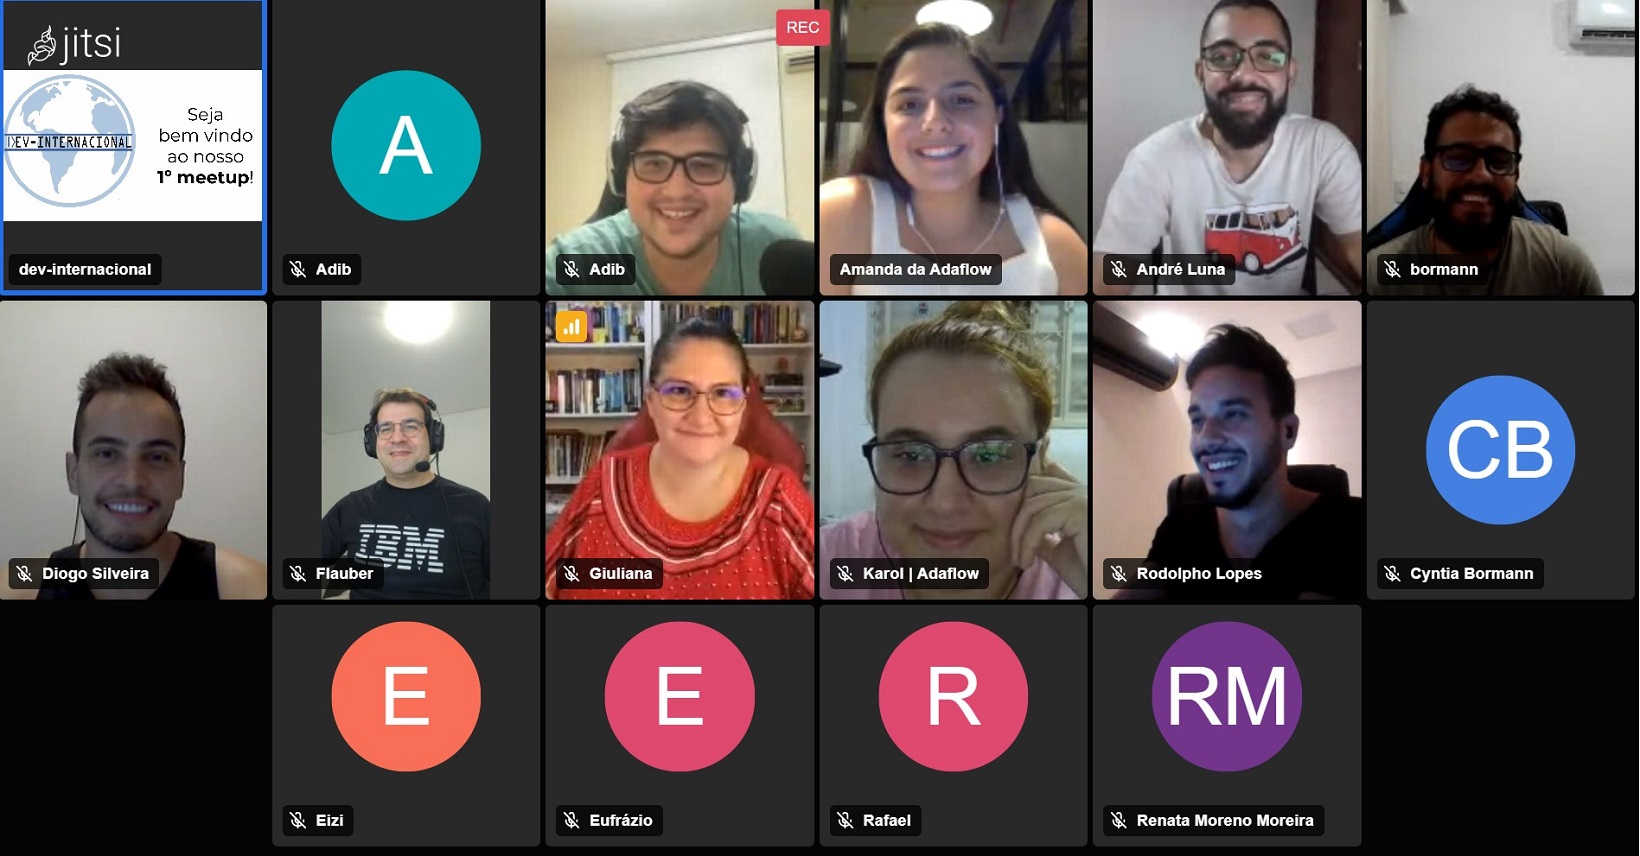 jitsi
DEV-INTERNACIONAL
Seja
bem vindo
ao nosso
1º meetup!
dev-internacional
A
Adib
REC
Adib
Amanda da Adaflow
André Luna
bormann
Diogo Silveira
IBM
Flauber
Giuliana
Karol | Adaflow
Rodolpho Lopes
CB
Cyntia Bormann
E
Eizi
E
Eufrázio
R
Rafael
RM
Renata Moreno Moreira